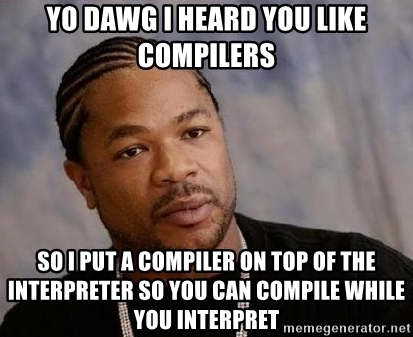 YO DAWG I HEARD YOU LIKE
COMPILERS
SO I PUT A COMPILER ON TOP OF THE
INTERPRETER SO YOU CAN COMPILE WHILE
YOU INTERPRET
memegenerator.net